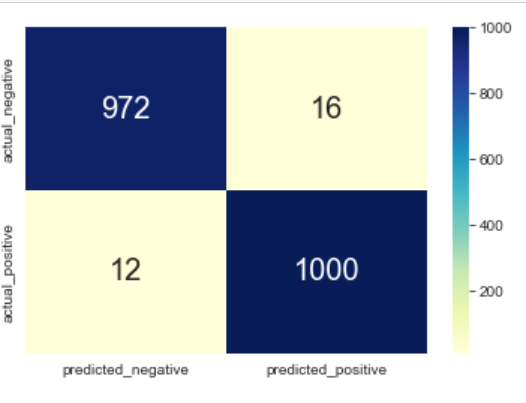 actual_negative
972
16
actual_positive
12
1000
predicted_negative
predicted_positive
1000
800
600
400
200